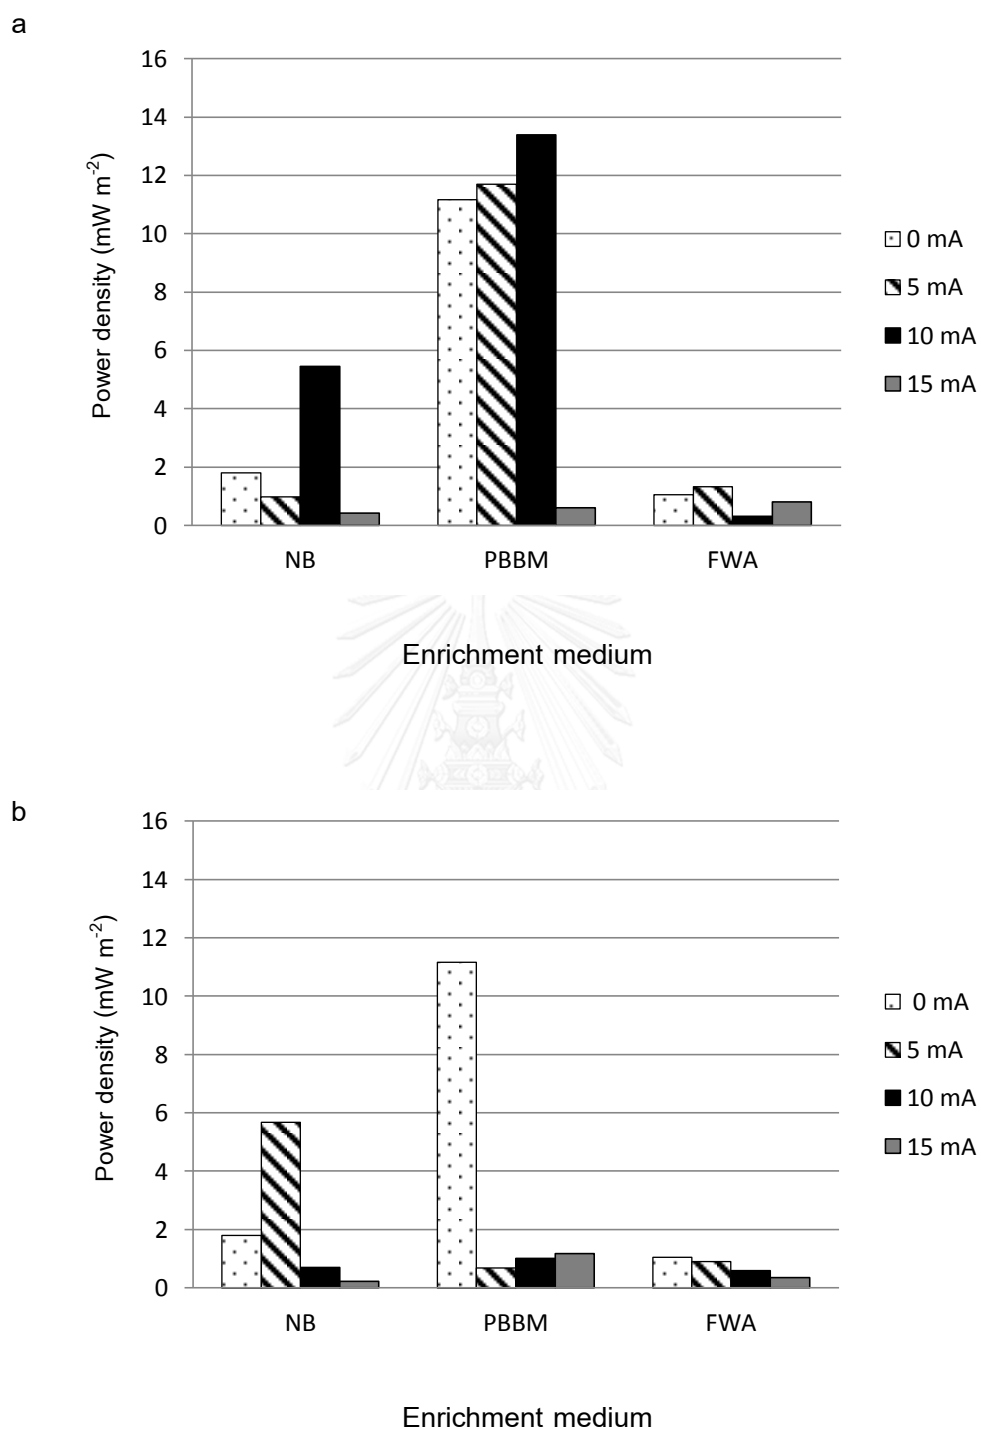 a
16
14
12
10
8
6
4
2
0
Power density (mW m-2)
NB PBBM FWA
Enrichment medium
0 mA
5 mA
10 mA
15 mA
b
16
14
12
10
8
6
4
2
0
Power density (mW m-2)
NB PBBM FWA
Enrichment medium
0 mA
5 mA
10 mA
15 mA